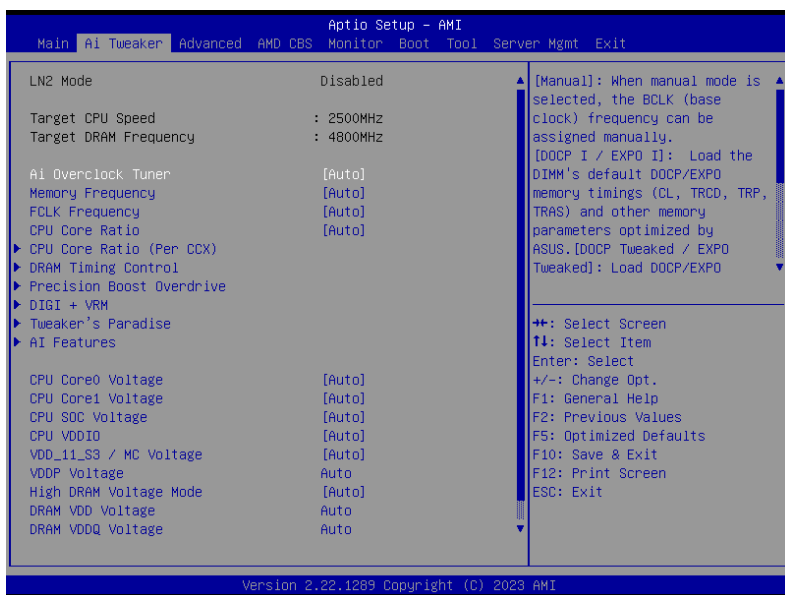 Aptio Setup - AMI
Main Ai Tweaker Advanced AMD CBS Monitor Boot Tool Server Mgmt Exit
LN2 Mode Disabled
Target CPU Speed : 2500MHz
Target DRAM Frequency : 4800MHz
Ai Overclock Tuner [Auto]
Memory Frequency [Auto]
FCLK Frequency [Auto]
CPU Core Ratio [Auto]
CPU Core Ratio (Per CCX)
DRAM Timing Control
Precision Boost Overdrive
DIGI + VRM
Tweaker's Paradise
AI Features
CPU Core0 Voltage [Auto]
CPU Core1 Voltage [Auto]
CPU SOC Voltage [Auto]
CPU VDDIO [Auto]
VDD_11_S3 / MC Voltage [Auto]
VDDP Voltage Auto
High DRAM Voltage Mode [Auto]
DRAM VDD Voltage Auto
DRAM VDDQ Voltage Auto
[Manual]: When manual mode is
selected, the BCLK (base
clock) frequency can be
assigned manually.
[DOCP I / EXPO I]: Load the
DIMM's default DOCP/EXPO
memory timings (CL, TRCD, TRP,
TRAS) and other memory
parameters optimized by
ASUS.[DOCP Tweaked / EXPO
Tweaked]: Load DOCP/EXPO
→←: Select Screen
↑↓: Select Item
Enter: Select
+/-: Change Opt.
F1: General Help
F2: Previous Values
F5: Optimized Defaults
F10: Save & Exit
F12: Print Screen
ESC: Exit
Version 2.22.1289 Copyright (C) 2023 AMI